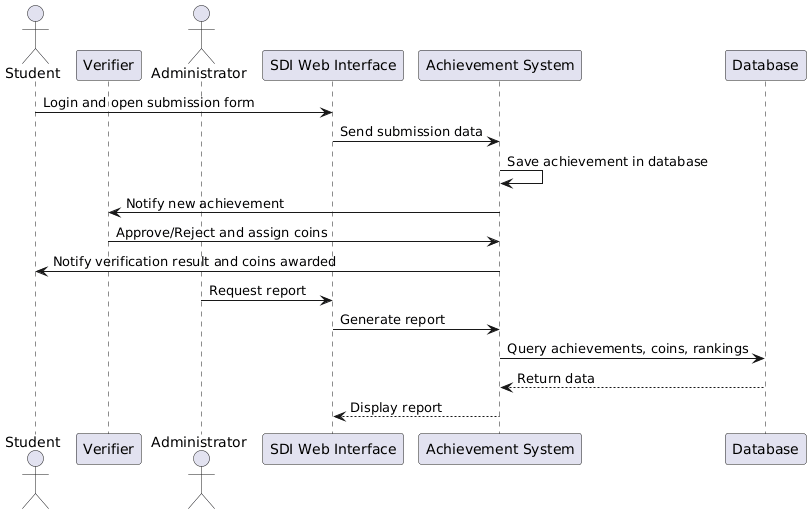 Student
Verifier
Administrator
SDI Web Interface
Achievement System
Database
Login and open submission form
Send submission data
Save achievement in database
Notify new achievement
Approve/Reject and assign coins
Notify verification result and coins awarded
Request report
Generate report
Query achievements, coins, rankings
Return data
Display report
Student
Verifier
Administrator
SDI Web Interface
Achievement System
Database